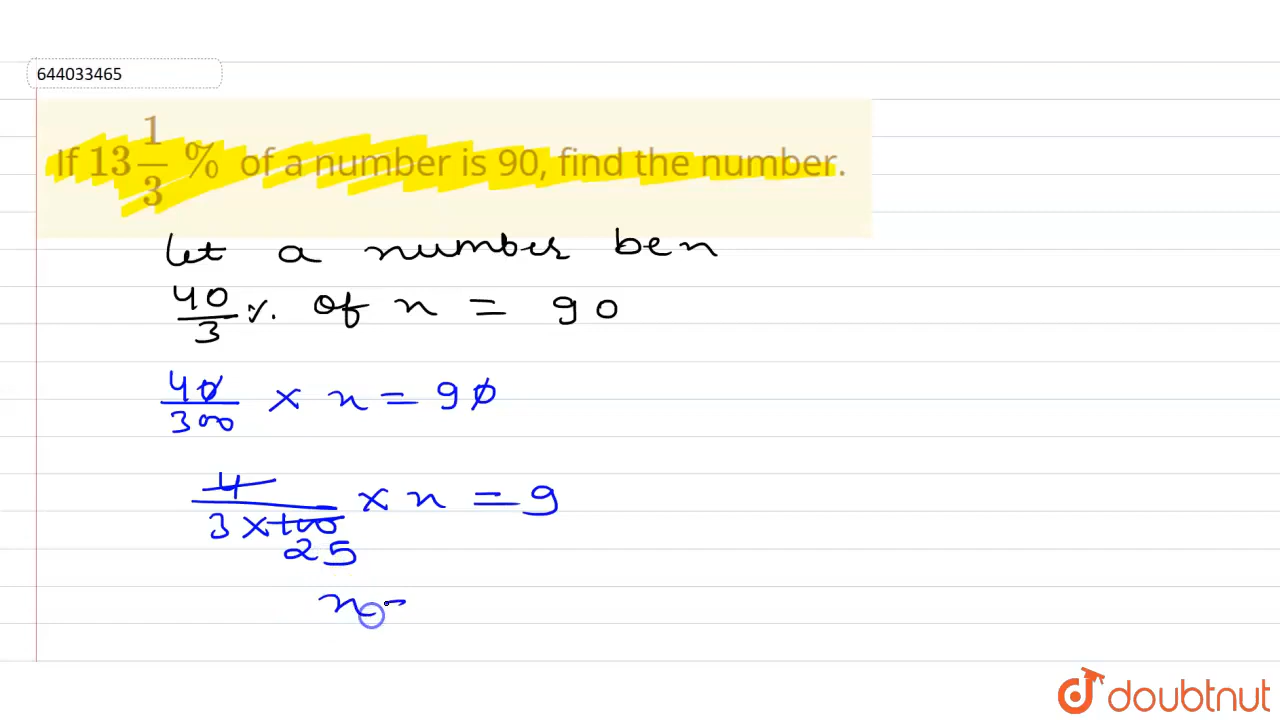 644033465
If 13 1/3 % of a number is 90, find the number.
let a number be n
40/3 % of n = 90
40/300 × n = 90
4/3×100 × n = 9
25
n =
doubtnut